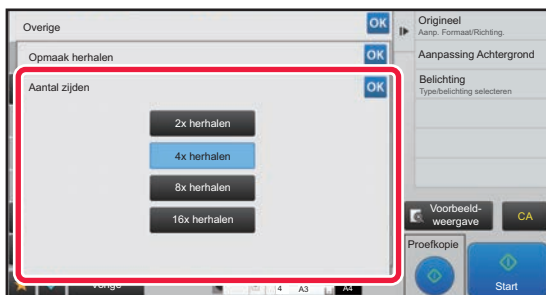 Overige
OK
Opmaak herhalen
OK
Aantal zijden
OK
2x herhalen
4x herhalen
8x herhalen
16x herhalen
Vorige
4
A3
A4
Origineel
Aanp. Formaat/Richting.
Aanpassing Achtergrond
Belichting
Type/belichting selecteren
Voorbeeld-
weergave
CA
Proefkopie
Start